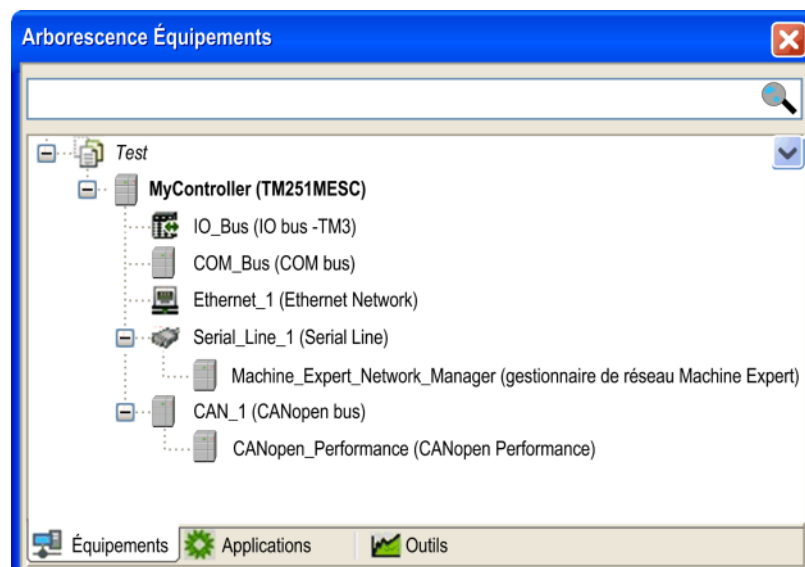 Arborescence Équipements
Test
MyController (TM251MESC)
IO_Bus (IO bus -TM3)
COM_Bus (COM bus)
Ethernet_1 (Ethernet Network)
Serial_Line_1 (Serial Line)
Machine_Expert_Network_Manager (gestionnaire de réseau Machine Expert)
CAN_1 (CANopen bus)
CANopen_Performance (CANopen Performance)
Équipements Applications Outils